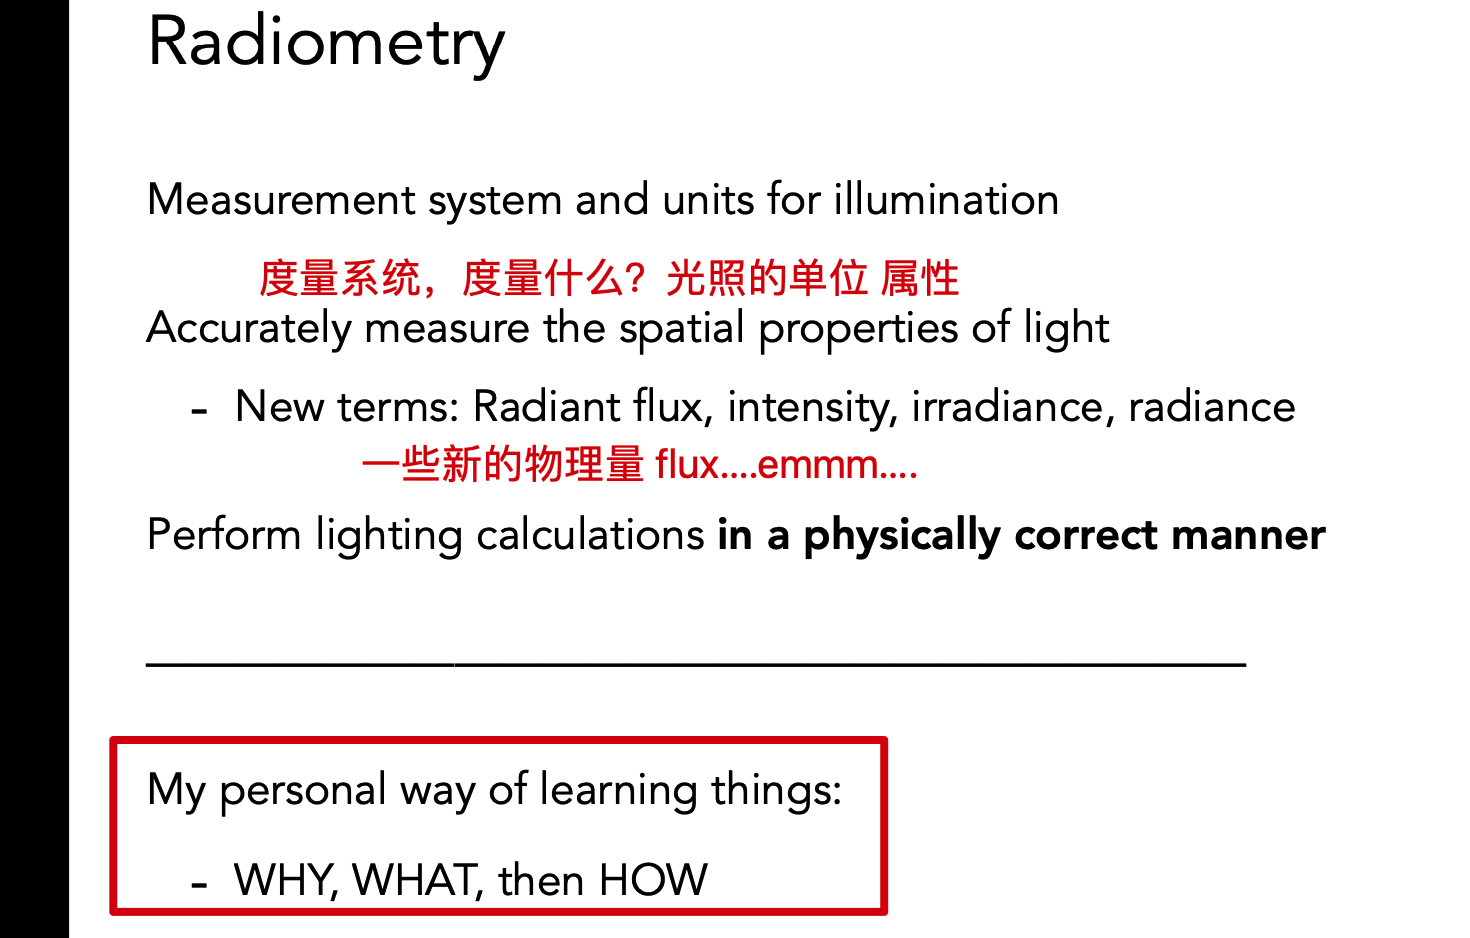 Radiometry
Measurement system and units for illumination
度量系统，度量什么？光照的单位 属性
Accurately measure the spatial properties of light
- New terms: Radiant flux, intensity, irradiance, radiance
一些新的物理量 flux....emmm....
Perform lighting calculations in a physically correct manner
My personal way of learning things:
- WHY, WHAT, then HOW